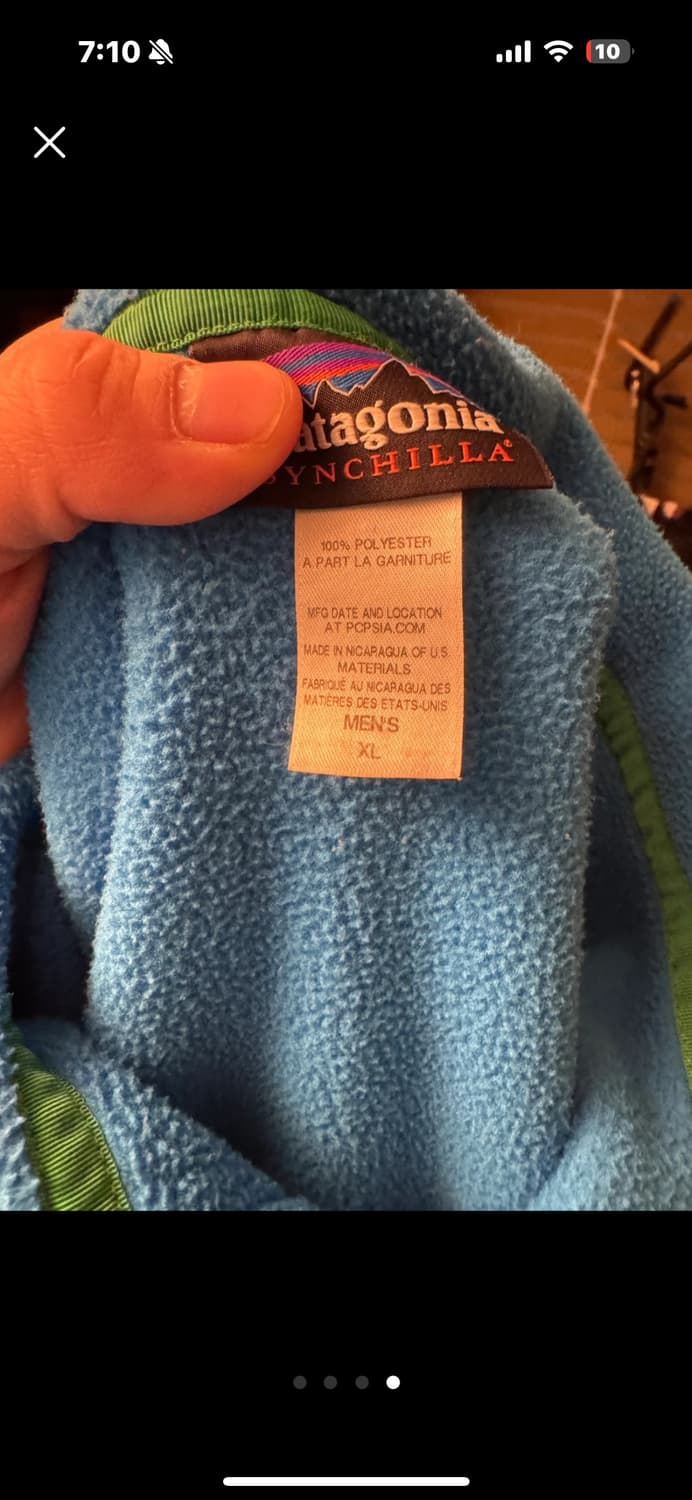 7:10
10
atagonia
YNCHILLA®
100% POLYESTER
A PART LA GARNITURE
MFG DATE AND LOCATION
AT PCPSIA.COM
MADE IN NICARAGUA OF U.S.
MATERIALS
FABRIQUÉ AU NICARAGUA DES
MATIÈRES DES ETATS-UNIS
MEN'S
XL